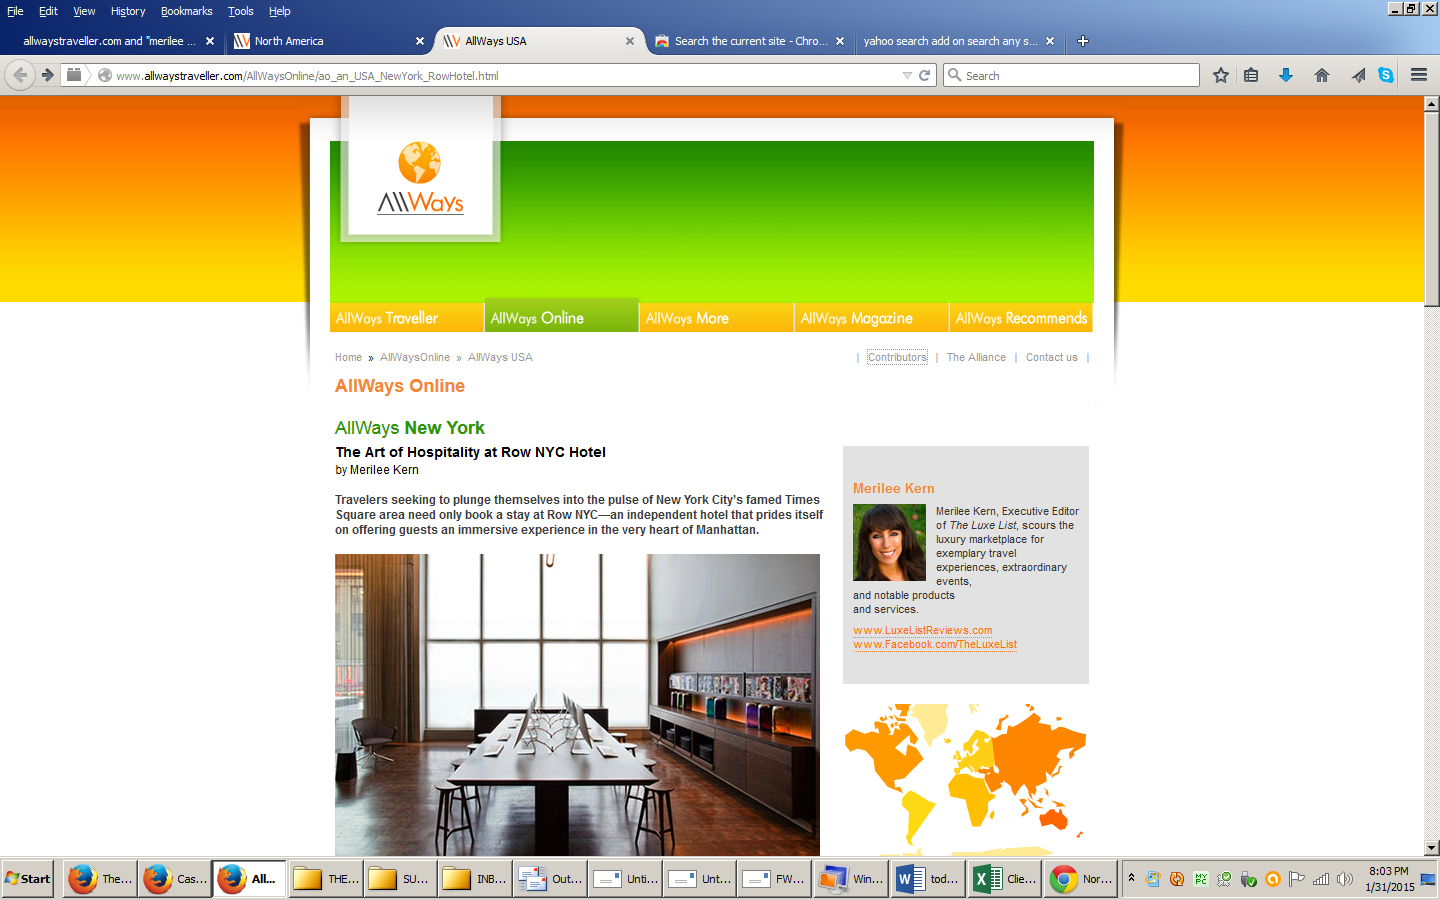 File Edit View History Bookmarks Tools Help
allwaystraveller.com and "merilee ...
North America
AllWays USA
Search the current site - Chro...
yahoo search add on search any s...
www.allwaystraveller.com/AllWaysOnline/ao_an_USA_NewYork_RowHotel.html
Search
AllWays
AllWays Traveller
AllWays Online
AllWays More
AllWays Magazine
AllWays Recommends
Home » AllWaysOnline » AllWays USA
| Contributors | The Alliance | Contact us |
AllWays Online
AllWays New York
The Art of Hospitality at Row NYC Hotel
by Merilee Kern
Travelers seeking to plunge themselves into the pulse of New York City's famed Times
Square area need only book a stay at Row NYC—an independent hotel that prides itself
on offering guests an immersive experience in the very heart of Manhattan.
Merilee Kern
Merilee Kern, Executive Editor
of The Luxe List, scours the
luxury marketplace for
exemplary travel
experiences, extraordinary
events,
and notable products
and services.
www.LuxeListReviews.com
www.Facebook.com/TheLuxeList
Start
The...
Cas...
All...
THE...
SU...
INB...
Out...
Unti...
Unt...
FW...
Win...
tod...
Clie...
Nor...
MY
PC
8:03 PM
1/31/2015